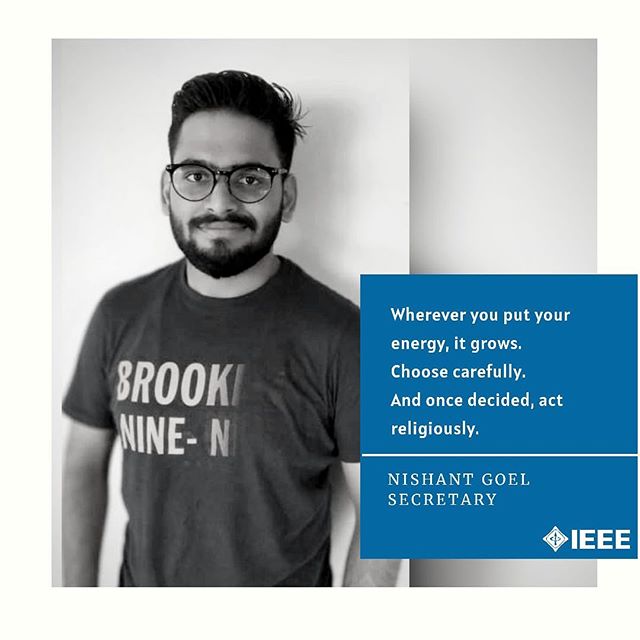 BROOK
NINE- N
Wherever you put your
energy, it grows.
Choose carefully.
And once decided, act
religiously.
NISHANT GOEL
SECRETARY
IEEE